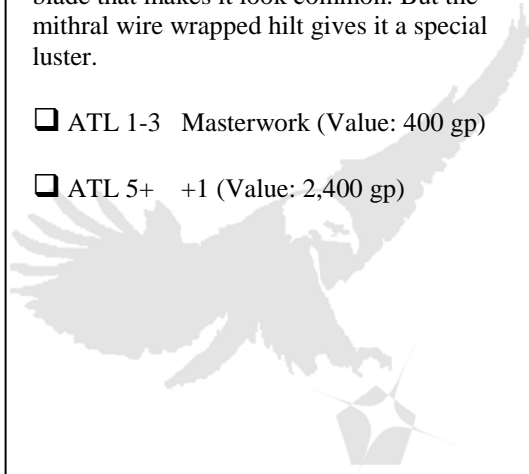 blade that makes it look common. But the
mithral wire wrapped hilt gives it a special
luster.
❑ ATL 1-3 Masterwork (Value: 400 gp)
❑ ATL 5+ +1 (Value: 2,400 gp)